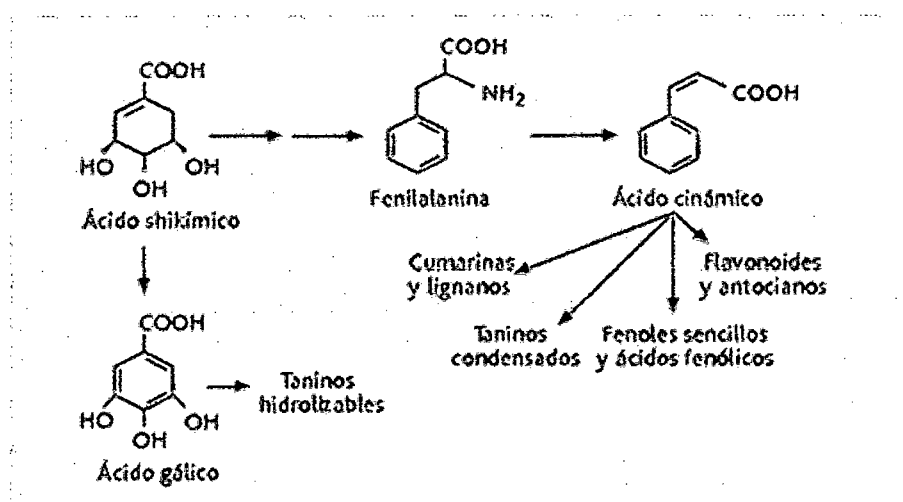 COOH
HO
OH
OH
Ácido shikímico
COOH
NH2
Fenilalanina
COOH
Ácido cinámico
Cumarinas
y lignanos
Taninos
condensados
Fenoles sencillos
y ácidos fenólicos
Flavonoides
y antocianos
COOH
HO
OH
OH
Ácido gálico
Taninos
hidrolizables